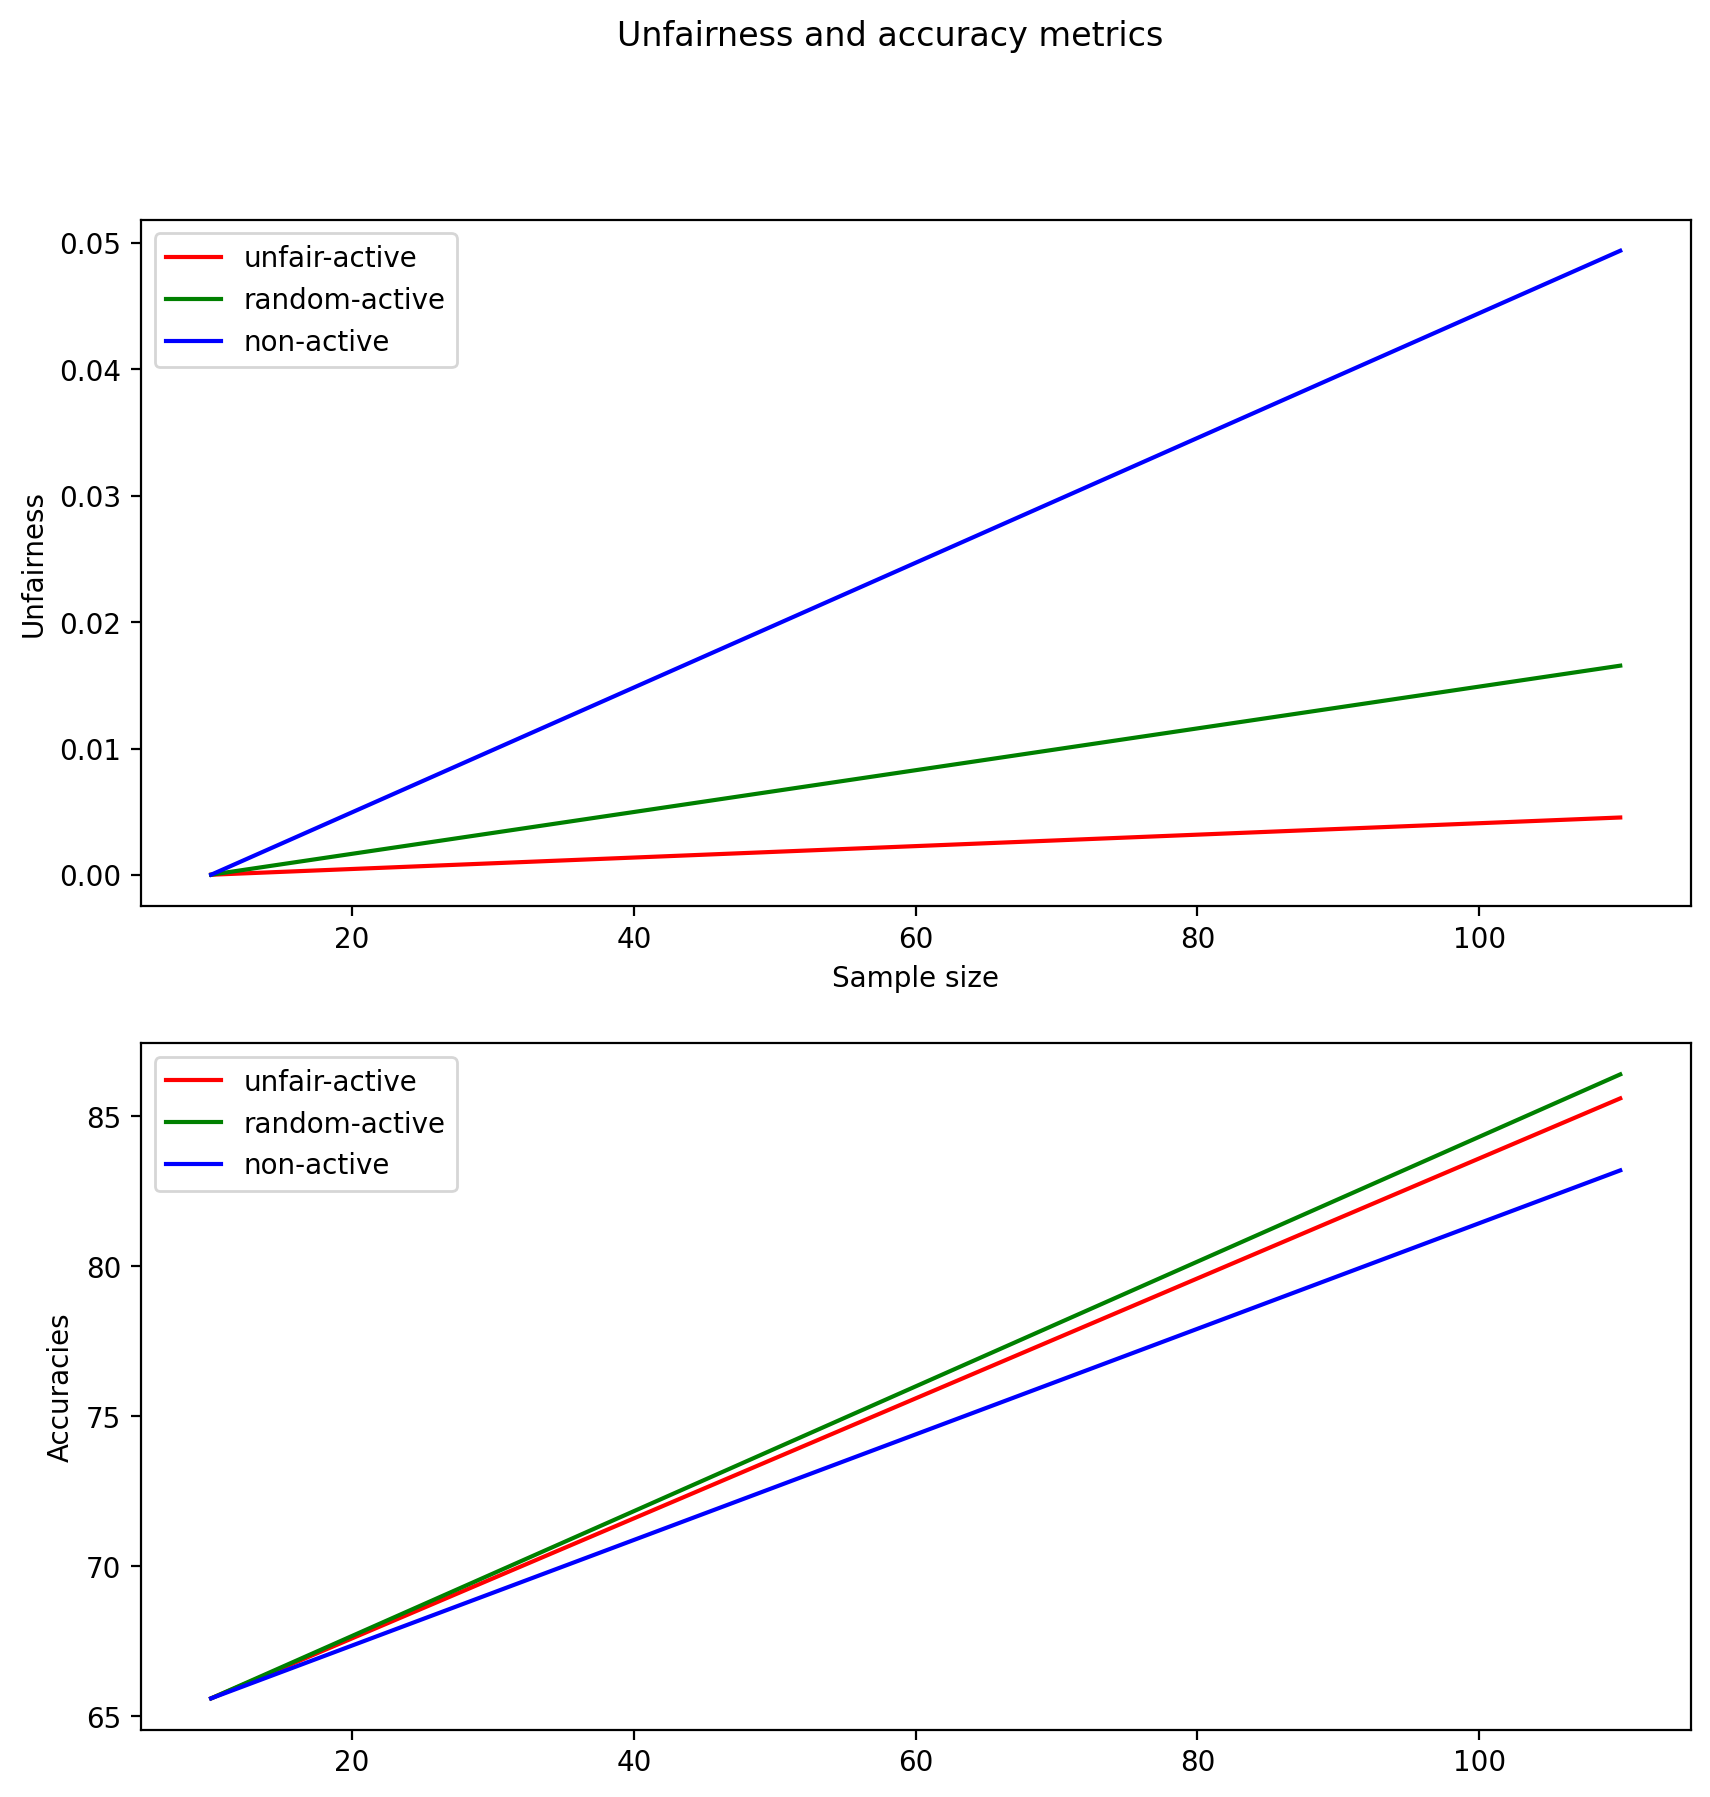 Unfairness and accuracy metrics
unfair-active
random-active
non-active
0.05
0.04
0.03
0.02
0.01
0.00
Unfairness
20 40 60 80 100
Sample size
unfair-active
random-active
non-active
85
80
75
70
65
Accuracies
20 40 60 80 100